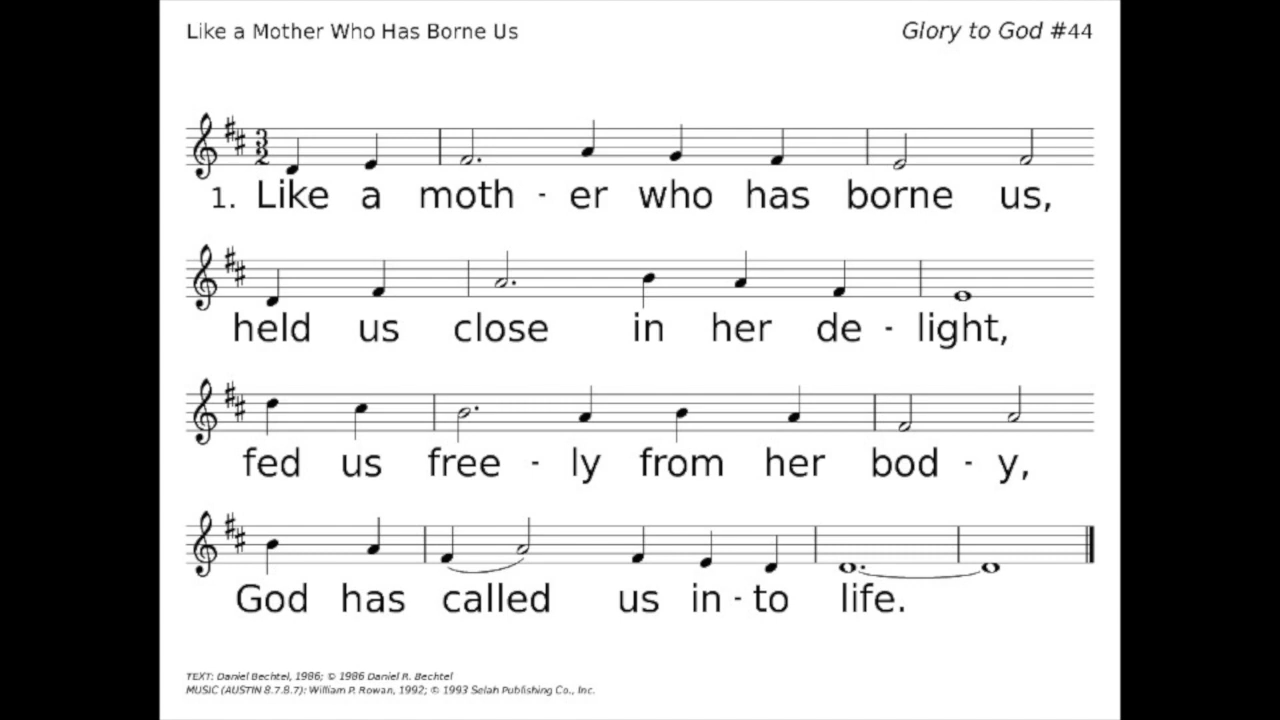 Like a Mother Who Has Borne Us
Glory to God #44
1. Like a moth - er who has borne us,
held us close in her de - light,
fed us free - ly from her bod - y,
God has called us in - to life.
TEXT: Daniel Bechtel, 1986; © 1986 Daniel R. Bechtel
MUSIC (AUSTIN 8.7.8.7): William P. Rowan, 1992; © 1993 Selah Publishing Co., Inc.